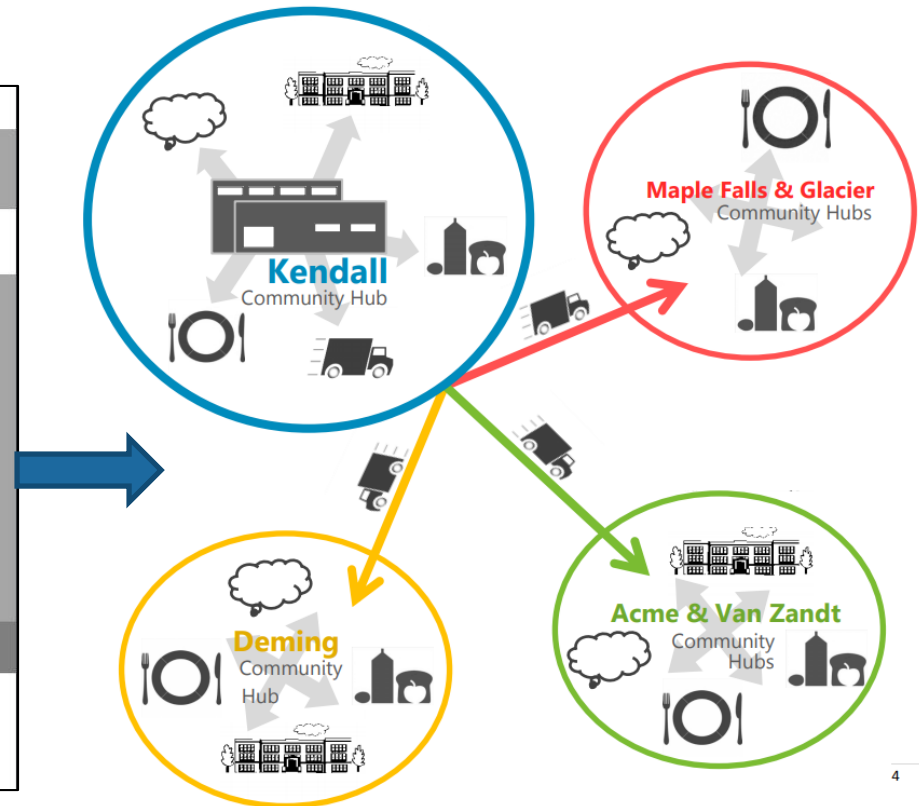 Kendall
Community Hub
Maple Falls & Glacier
Community Hubs
Deming
Community
Hub
Acme & Van Zandt
Community
Hubs
4